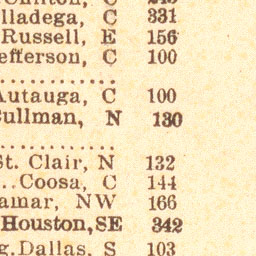 lladega, C 331
Russell, E 156
efferson, C 100
Autauga, C 100
Cullman, N 130
St. Clair, N 132
...Coosa, C 144
amar, NW 166
Houston, SE 342
g. Dallas, S 103